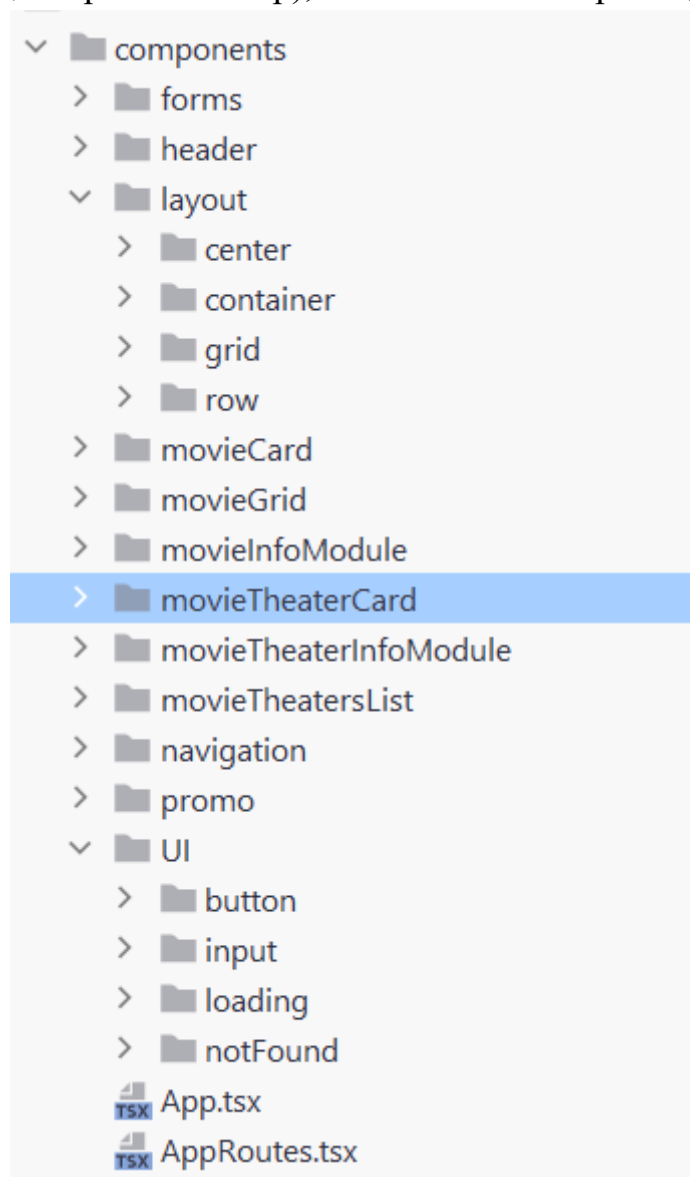 components
forms
header
layout
center
container
grid
row
movieCard
movieGrid
movieInfoModule
movieTheaterCard
movieTheaterInfoModule
movieTheatersList
navigation
promo
UI
button
input
loading
notFound
TSX App.tsx
TSX AppRoutes.tsx